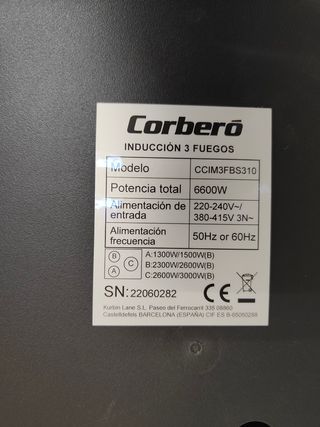 Corberó
INDUCCIÓN 3 FUEGOS
Modelo CCIM3FBS310
Potencia total 6600W
Alimentación de entrada 220-240V~/ 380-415V 3N~
Alimentación frecuencia 50Hz or 60Hz
B A C
A:1300W/1500W(B)
B:2300W/2600W(B)
C:2600W/3000W(B)
SN:22060282 CE
Kurbin Lane S.L. Paseo del Ferrocarril 335 08860
Castelldefels BARCELONA (ESPAÑA) CIF ES B-65050288